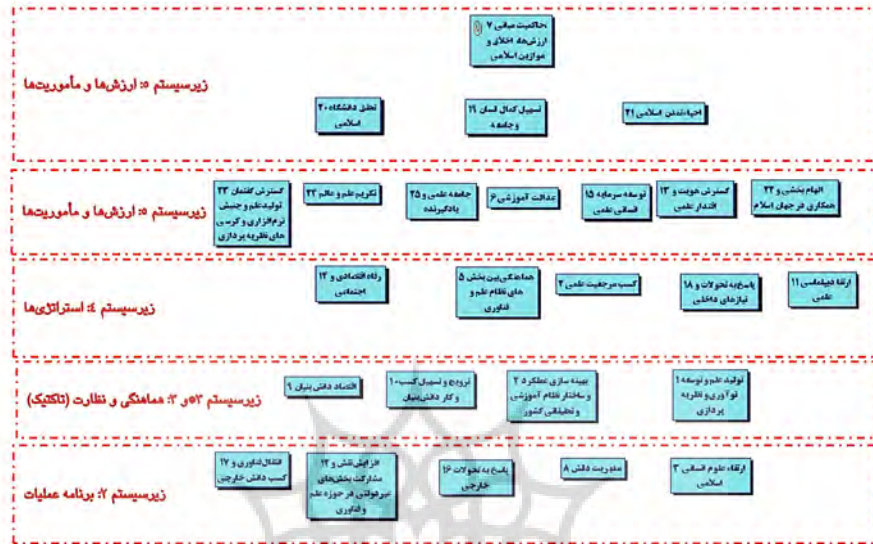 حاکمیت مبانی ۷
ارزش‌ها، اخلاق و
موازین اسلامی
زیرسیستم ۵: ارزش‌ها و مأموریت‌ها
احیاء تمدن اسلامی ۲۱
تسهیل کمال انسان ۱۹
و جامعه
تحقق دانشگاه ۲۰
اسلامی
الهام بخشی و ۲۲
همکاری در جهان اسلام
گسترش هویت و ۱۳
اقتدار علمی
توسعه سرمایه ۱۵
انسانی علمی
عدالت آموزشی ۶
جامعه علمی و ۲۵
یادگیرنده
تکریم علم و عالم ۲۴
گسترش گفتمان ۲۳
تولید علم و جنبش
نرم‌افزاری و کرسی
های نظریه پردازی
زیرسیستم ۵: ارزش‌ها و مأموریت‌ها
ارتقا دیپلماسی ۱۱
علمی
پاسخ به تحولات و ۱۸
نیازهای داخلی
کسب مرجعیت علمی ۴
هماهنگی بین بخش ۵
های نظام علم و
فناوری
رفاه اقتصادی و ۱۴
اجتماعی
زیرسیستم ۴: استراتژی‌ها
تولید علم و توسعه ۱
نوآوری و نظریه
پردازی
بهینه سازی عملکرد ۲
و ساختار نظام آموزشی
و تحقیقاتی کشور
ترویج و تسهیل کسب ۱۰
و کار دانش‌بنیان
اقتصاد دانش بنیان ۹
زیرسیستم ۳* و ۳: هماهنگی و نظارت (تاکتیک)
ارتقاء علوم انسانی ۳
اسلامی
مدیریت دانش ۸
پاسخ به تحولات ۱۶
خارجی
افزایش نقش و ۱۲
مشارکت بخش‌های
غیردولتی در حوزه علم
و فناوری
انتقال فناوری و ۱۷
کسب دانش خارجی
زیرسیستم ۲: برنامه عملیات